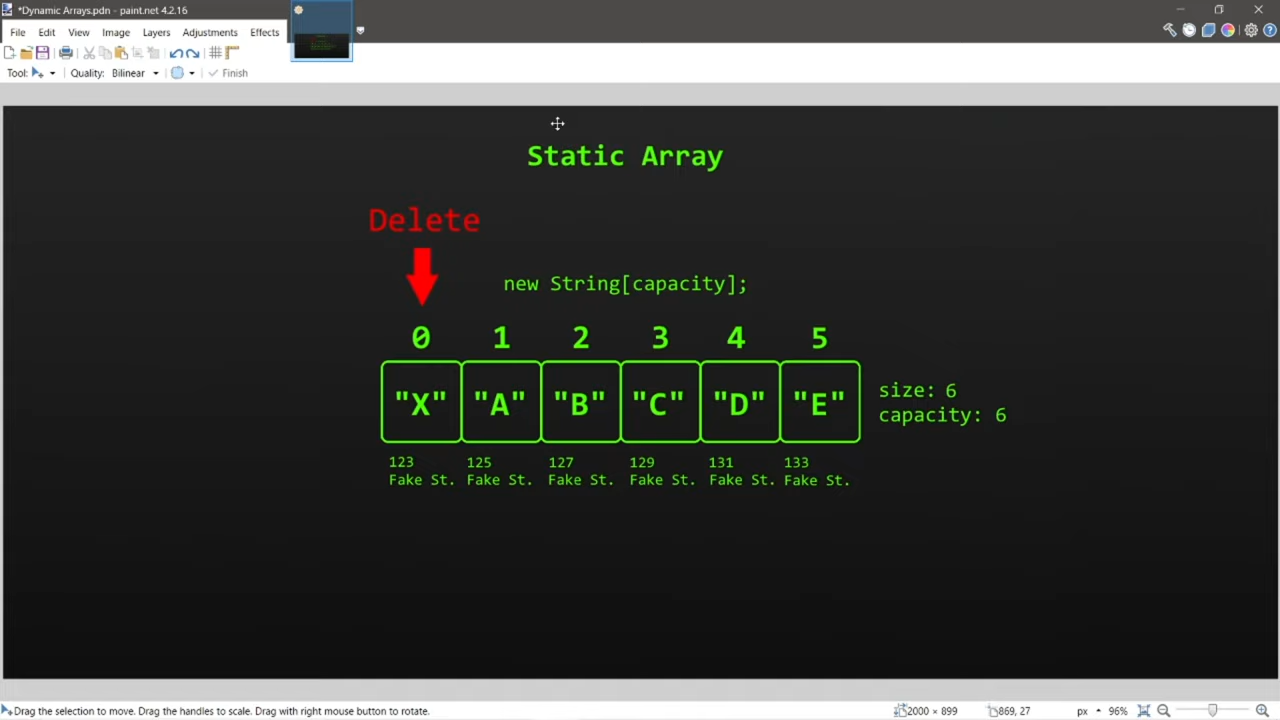 *Dynamic Arrays.pdn - paint.net 4.2.16
File Edit View Image Layers Adjustments Effects
Tool: Quality: Bilinear Finish
Static Array
Delete
new String[capacity];
0 1 2 3 4 5
"X" "A" "B" "C" "D" "E"
size: 6
capacity: 6
123 125 127 129 131 133
Fake St. Fake St. Fake St. Fake St. Fake St. Fake St.
Drag the selection to move. Drag the handles to scale. Drag with right mouse button to rotate. 2000 × 899 869, 27 px 96%